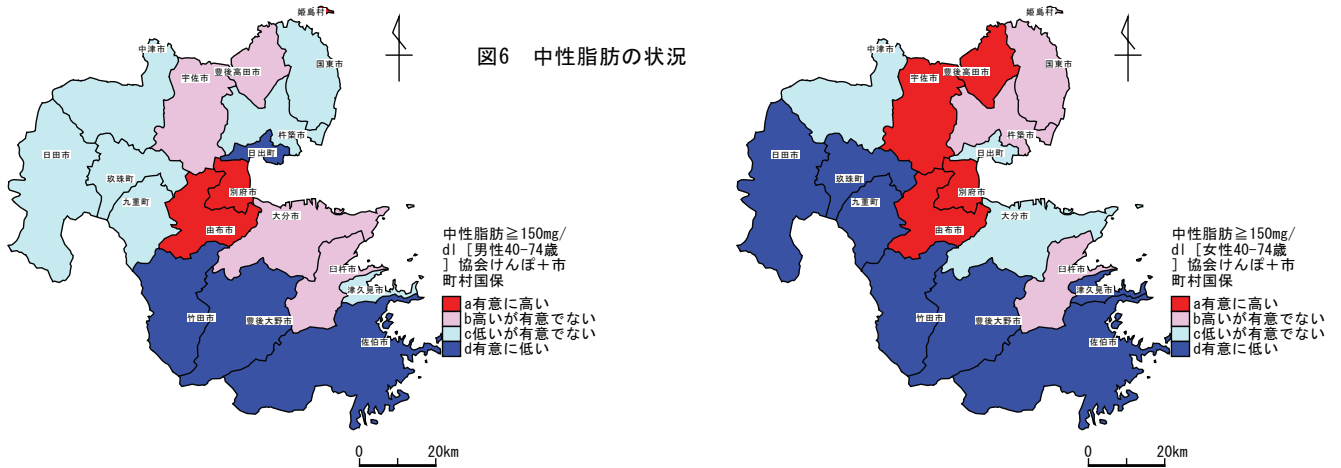 図6 中性脂肪の状況
姫島村
中津市
国東市
宇佐市
豊後高田市
杵築市
日出町
日田市
玖珠町
九重町
別府市
由布市
大分市
臼杵市
津久見市
竹田市
豊後大野市
佐伯市
中性脂肪≧150mg/
dl [男性40-74歳
] 協会けんぽ+市
町村国保
a有意に高い
b高いが有意でない
c低いが有意でない
d有意に低い
0 20km
姫島村
中津市
国東市
宇佐市
豊後高田市
杵築市
日出町
日田市
玖珠町
九重町
別府市
由布市
大分市
臼杵市
津久見市
竹田市
豊後大野市
佐伯市
中性脂肪≧150mg/
dl [女性40-74歳
] 協会けんぽ+市
町村国保
a有意に高い
b高いが有意でない
c低いが有意でない
d有意に低い
0 20km